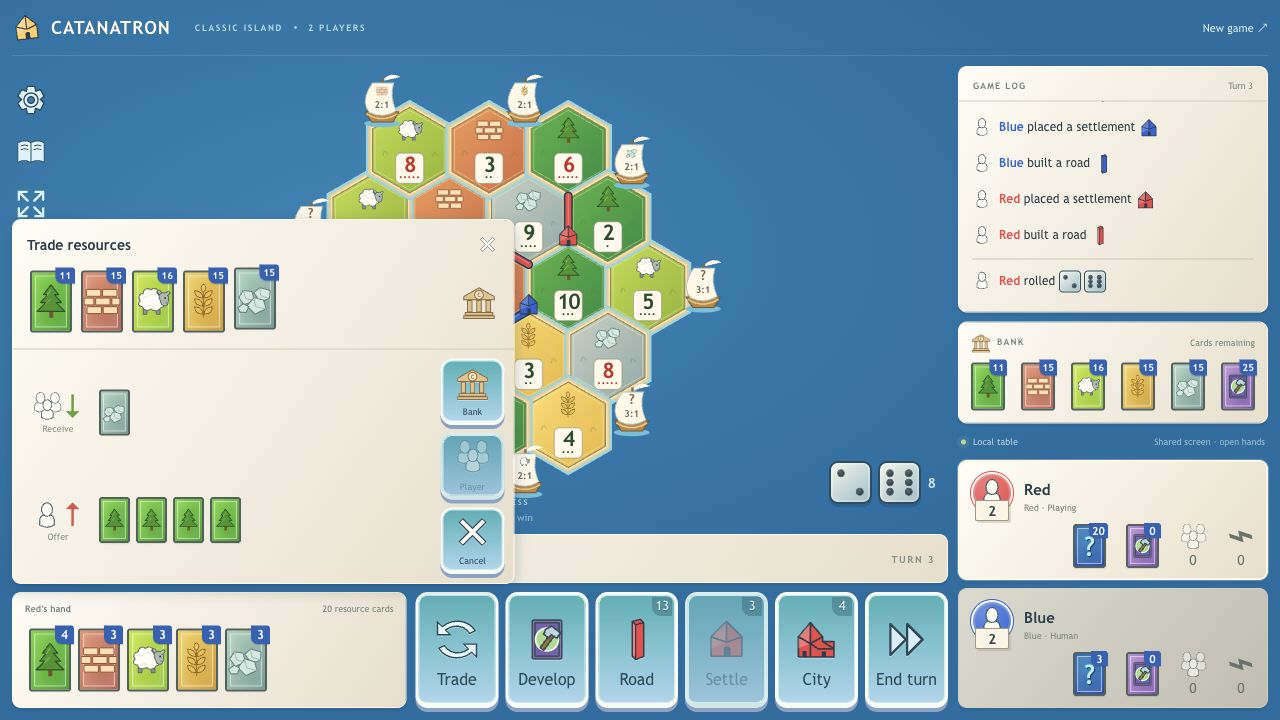 CATANATRON
CLASSIC ISLAND • 2 PLAYERS
New game ↗
GAME LOG
Turn 3
Blue placed a settlement
Blue built a road
Red placed a settlement
Red built a road
Red rolled
2:1
2:1
2:1
8
3
6
?
9
2
?
3:1
10
5
3
8
?
3:1
4
2:1
win
8
Trade resources
11
15
16
15
15
Receive
Offer
Bank
Player
Cancel
BANK
Cards remaining
11
15
16
15
15
25
Local table
Shared screen · open hands
Red
Red · Playing
2
?
20
0
0
0
TURN 3
Blue
Blue · Human
2
?
3
0
0
0
Red's hand
20 resource cards
4
3
3
3
3
Trade
Develop
13
Road
3
Settle
4
City
End turn